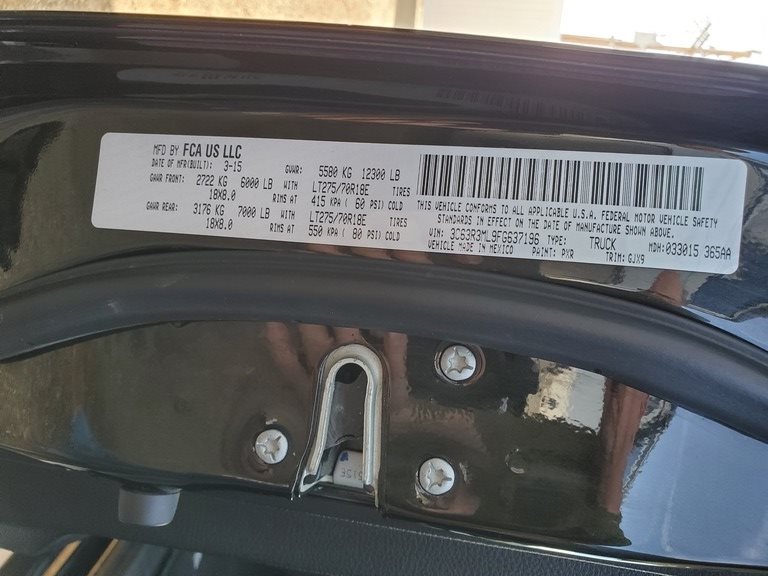 MFD BY FCA US LLC
DATE OF MFR(BUILT): 3-15 GVWR: 5580 KG 12300 LB
GAWR FRONT: 2722 KG 6000 LB WITH LT275/70R18E TIRES
18X8.0 RIMS AT 415 KPA ( 60 PSI) COLD
GAWR REAR: 3176 KG 7000 LB WITH LT275/70R18E TIRES
18X8.0 RIMS AT 550 KPA ( 80 PSI) COLD
THIS VEHICLE CONFORMS TO ALL APPLICABLE U.S.A. FEDERAL MOTOR VEHICLE SAFETY
STANDARDS IN EFFECT ON THE DATE OF MANUFACTURE SHOWN ABOVE.
VIN: 3C63R3ML9FG637196 TYPE: TRUCK MDH:033015 365AA
VEHICLE MADE IN MEXICO PAINT: PXR TRIM: GJX9